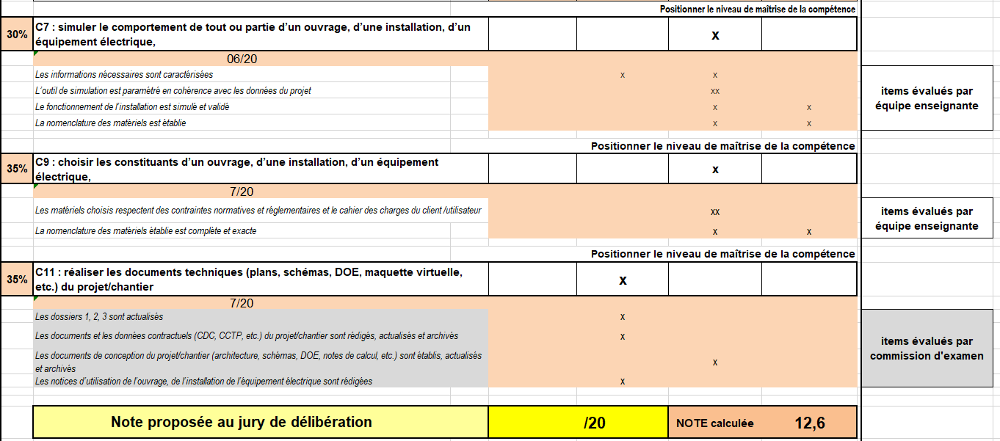 Positionner le niveau de maîtrise de la compétence
30%
C7 : simuler le comportement de tout ou partie d'un ouvrage, d'une installation, d'un
équipement électrique,
x
06/20
Les informations nécessaires sont caractérisées
x x
L'outil de simulation est paramétré en cohérence avec les données du projet
xx
Le fonctionnement de l'installation est simulé et validé
x x
La nomenclature des matériels est établie
x x
items évalués par
équipe enseignante
Positionner le niveau de maîtrise de la compétence
35%
C9 : choisir les constituants d'un ouvrage, d'une installation, d'un équipement
électrique,
x
7/20
Les matériels choisis respectent des contraintes normatives et règlementaires et le cahier des charges du client /utilisateur
xx
La nomenclature des matériels établie est complète et exacte
x x
items évalués par
équipe enseignante
Positionner le niveau de maîtrise de la compétence
35%
C11 : réaliser les documents techniques (plans, schémas, DOE, maquette virtuelle,
etc.) du projet/chantier
x
7/20
Les dossiers 1, 2, 3 sont actualisés
x
Les documents et les données contractuels (CDC, CCTP, etc.) du projet/chantier sont rédigés, actualisés et archivés
x
Les documents de conception du projet/chantier (architecture, schémas, DOE, notes de calcul, etc.) sont établis, actualisés
et archivés
x
Les notices d'utilisation de l'ouvrage, de l'installation de l'équipement électrique sont rédigées
x
items évalués par
commission d'examen
Note proposée au jury de délibération
/20
NOTE calculée
12,6